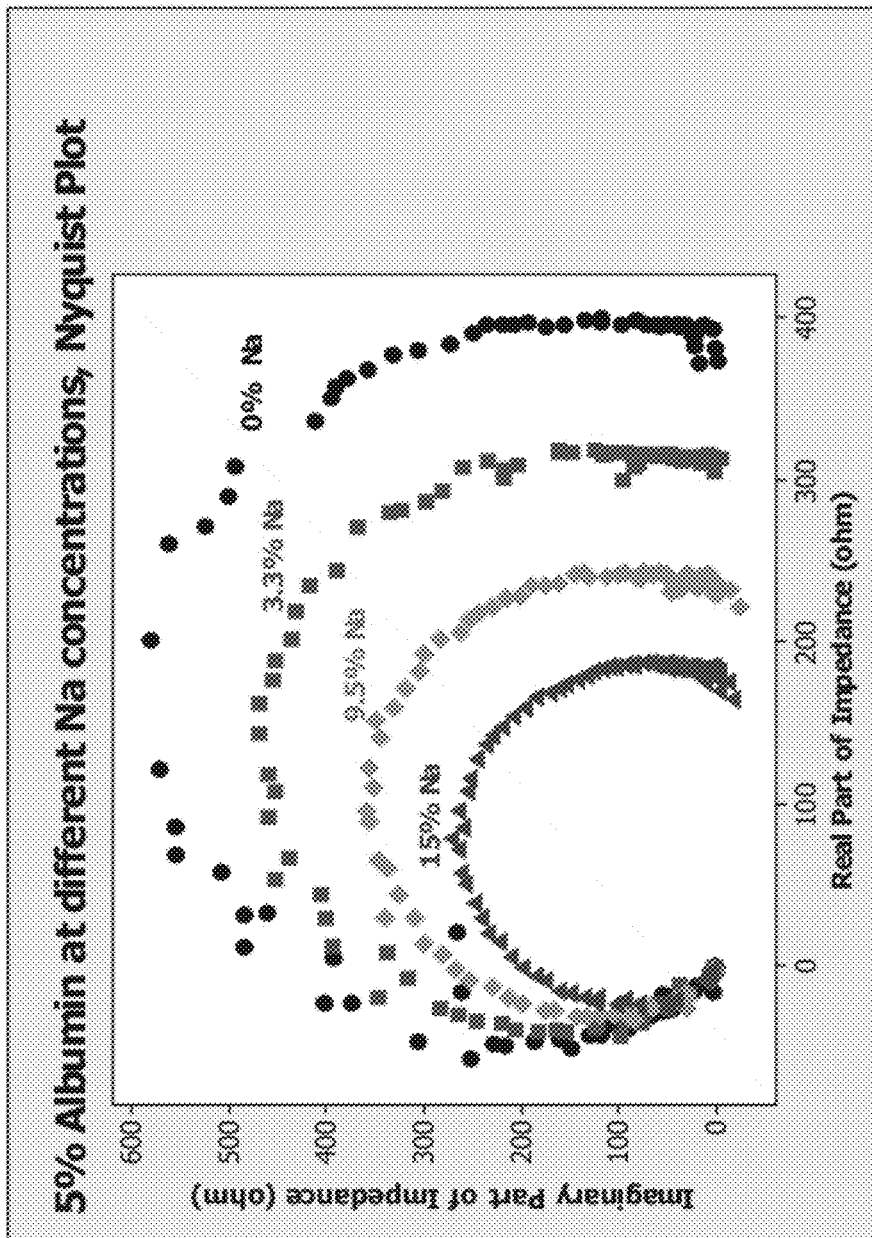 5% Albumin at different Na concentrations, Nyquist Plot
Imaginary Part of Impedance (ohm)
600
500
400
300
200
100
0
0% Na
3.3% Na
9.5% Na
15% Na
0
100
200
300
400
Real Part of Impedance (ohm)